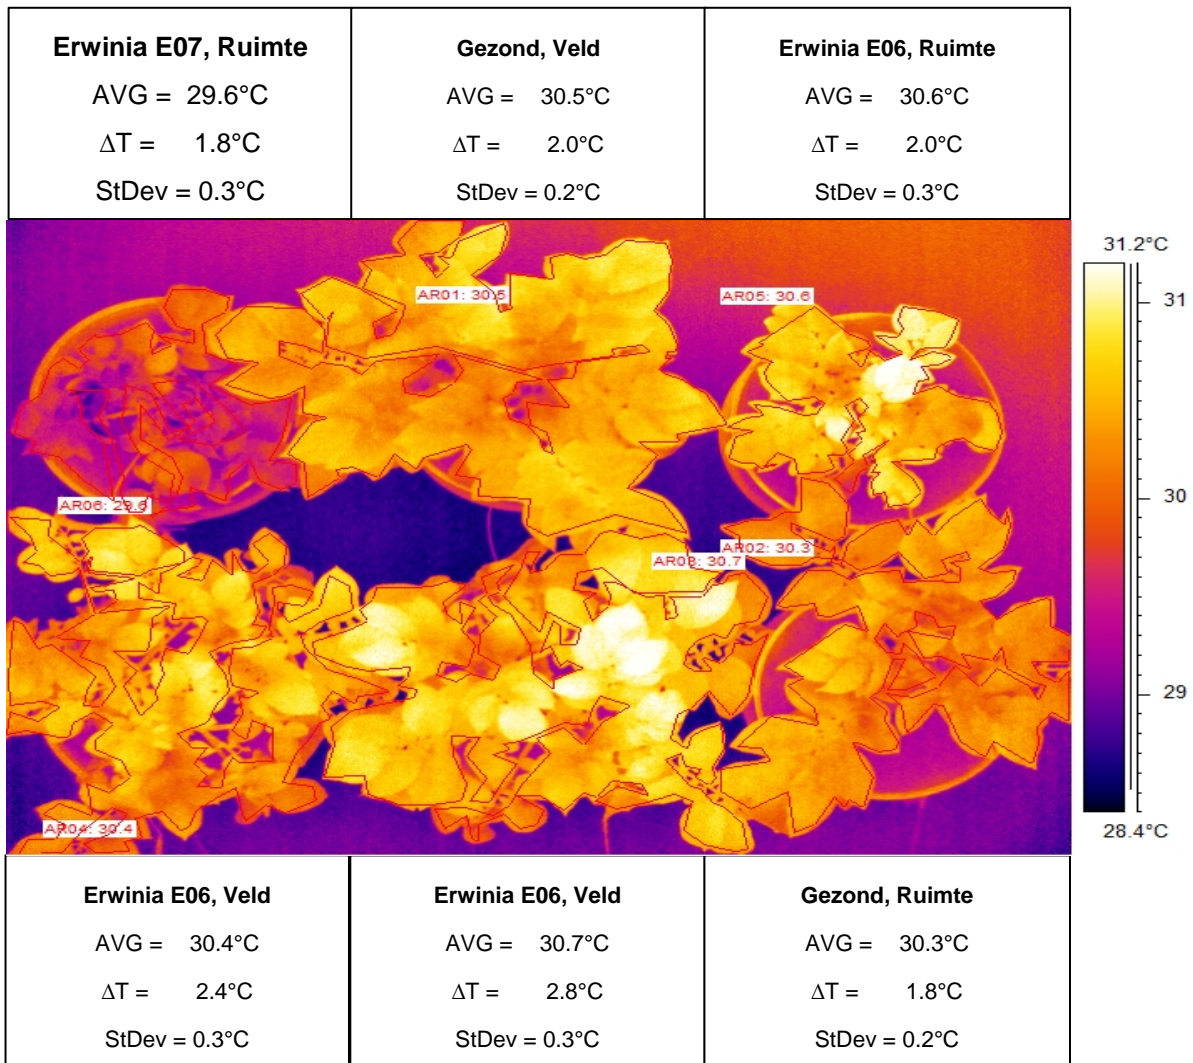 Erwinia E07, Ruimte
AVG = 29.6°C
ΔT = 1.8°C
StDev = 0.3°C
Gezond, Veld
AVG = 30.5°C
ΔT = 2.0°C
StDev = 0.2°C
Erwinia E06, Ruimte
AVG = 30.6°C
ΔT = 2.0°C
StDev = 0.3°C
31.2°C
31
30
29
28.4°C
AR01: 30.5
AR05: 30.6
AR06: 29.6
AR02: 30.3
AR03: 30.7
AR04: 30.4
Erwinia E06, Veld
AVG = 30.4°C
ΔT = 2.4°C
StDev = 0.3°C
Erwinia E06, Veld
AVG = 30.7°C
ΔT = 2.8°C
StDev = 0.3°C
Gezond, Ruimte
AVG = 30.3°C
ΔT = 1.8°C
StDev = 0.2°C